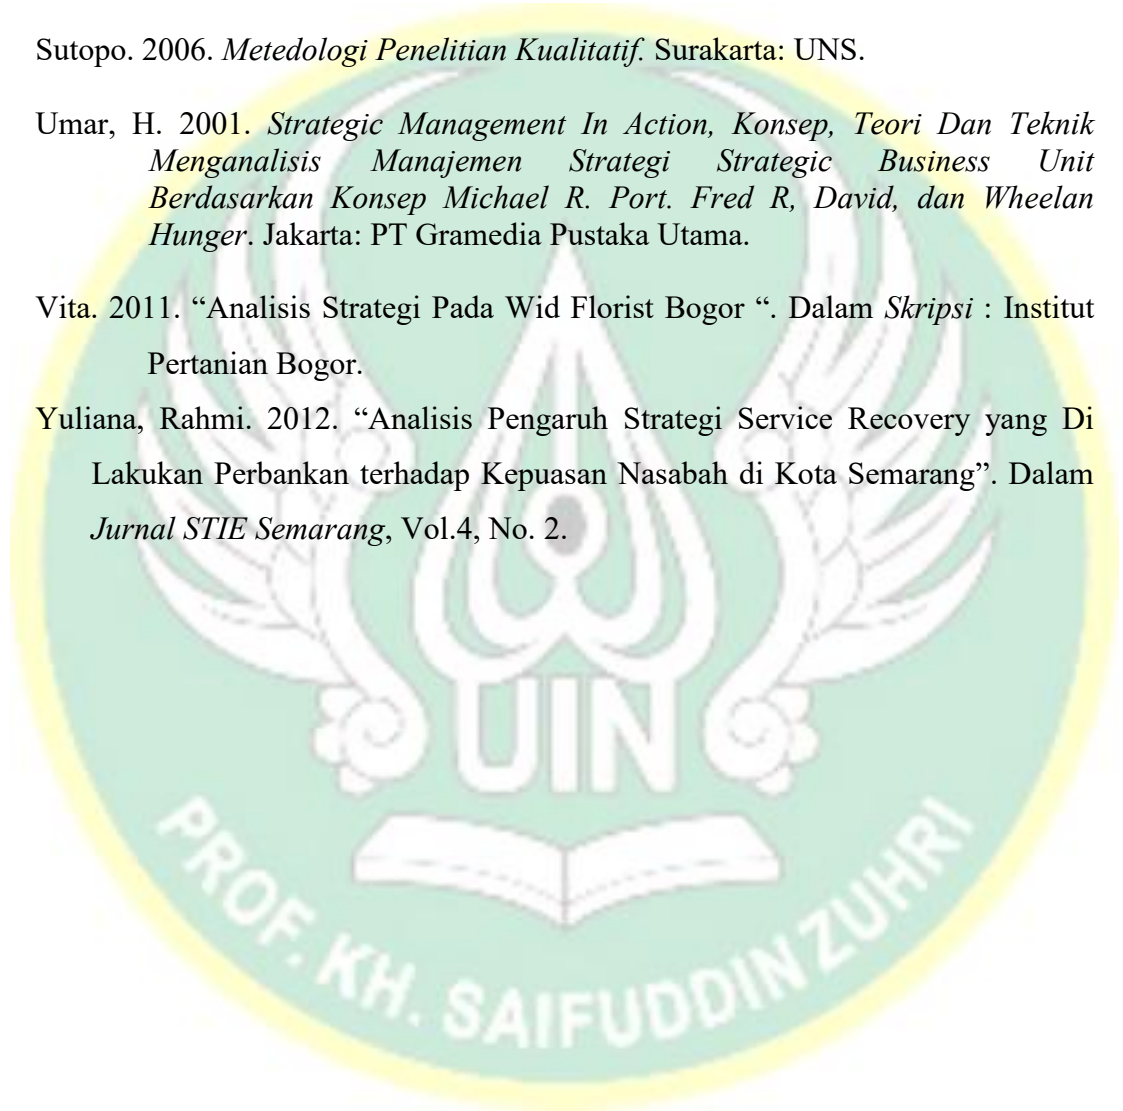 Sutopo. 2006. Metedologi Penelitian Kualitatif. Surakarta: UNS.
Umar, H. 2001. Strategic Management In Action, Konsep, Teori Dan Teknik
Menganalisis Manajemen Strategi Strategic Business Unit
Berdasarkan Konsep Michael R. Port. Fred R, David, dan Wheelan
Hunger. Jakarta: PT Gramedia Pustaka Utama.
Vita. 2011. “Analisis Strategi Pada Wid Florist Bogor “. Dalam Skripsi : Institut
Pertanian Bogor.
Yuliana, Rahmi. 2012. “Analisis Pengaruh Strategi Service Recovery yang Di
Lakukan Perbankan terhadap Kepuasan Nasabah di Kota Semarang”. Dalam
Jurnal STIE Semarang, Vol.4, No. 2.
UIN
PROF. KH. SAIFUDDIN ZUHRI